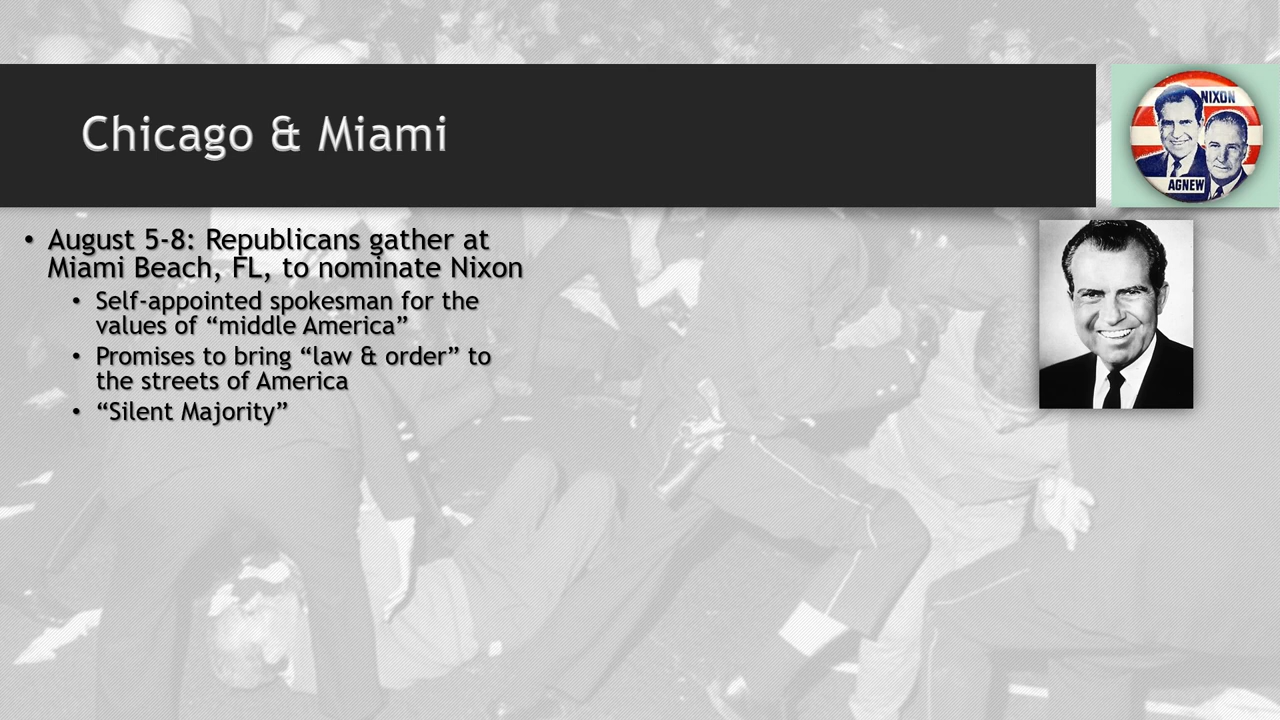 Chicago & Miami
NIXON
AGNEW
• August 5-8: Republicans gather at
Miami Beach, FL, to nominate Nixon
• Self-appointed spokesman for the
values of “middle America”
• Promises to bring “law & order” to
the streets of America
• “Silent Majority”